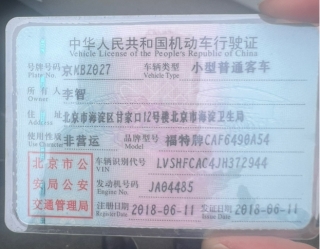 中华人民共和国机动车行驶证
Vehicle License of the People's Republic of China
号牌号码 京KBZ027 车辆类型 小型普通客车
Plate No. Vehicle Type
所有人 李智
Owner
住址 北京市海淀区甘家口12号楼北京市海淀卫生局
Address
使用性质 非营运 品牌型号 福特牌CAF6490A54
Use Character Model
北京市公
安局公安
交通管理局
车辆识别代号 LVSHFCAC4JH372944
VIN
发动机号码 JA04485
Engine No.
注册日期 2018-06-11 发证日期 2018-06-11
Register Date Issue Date